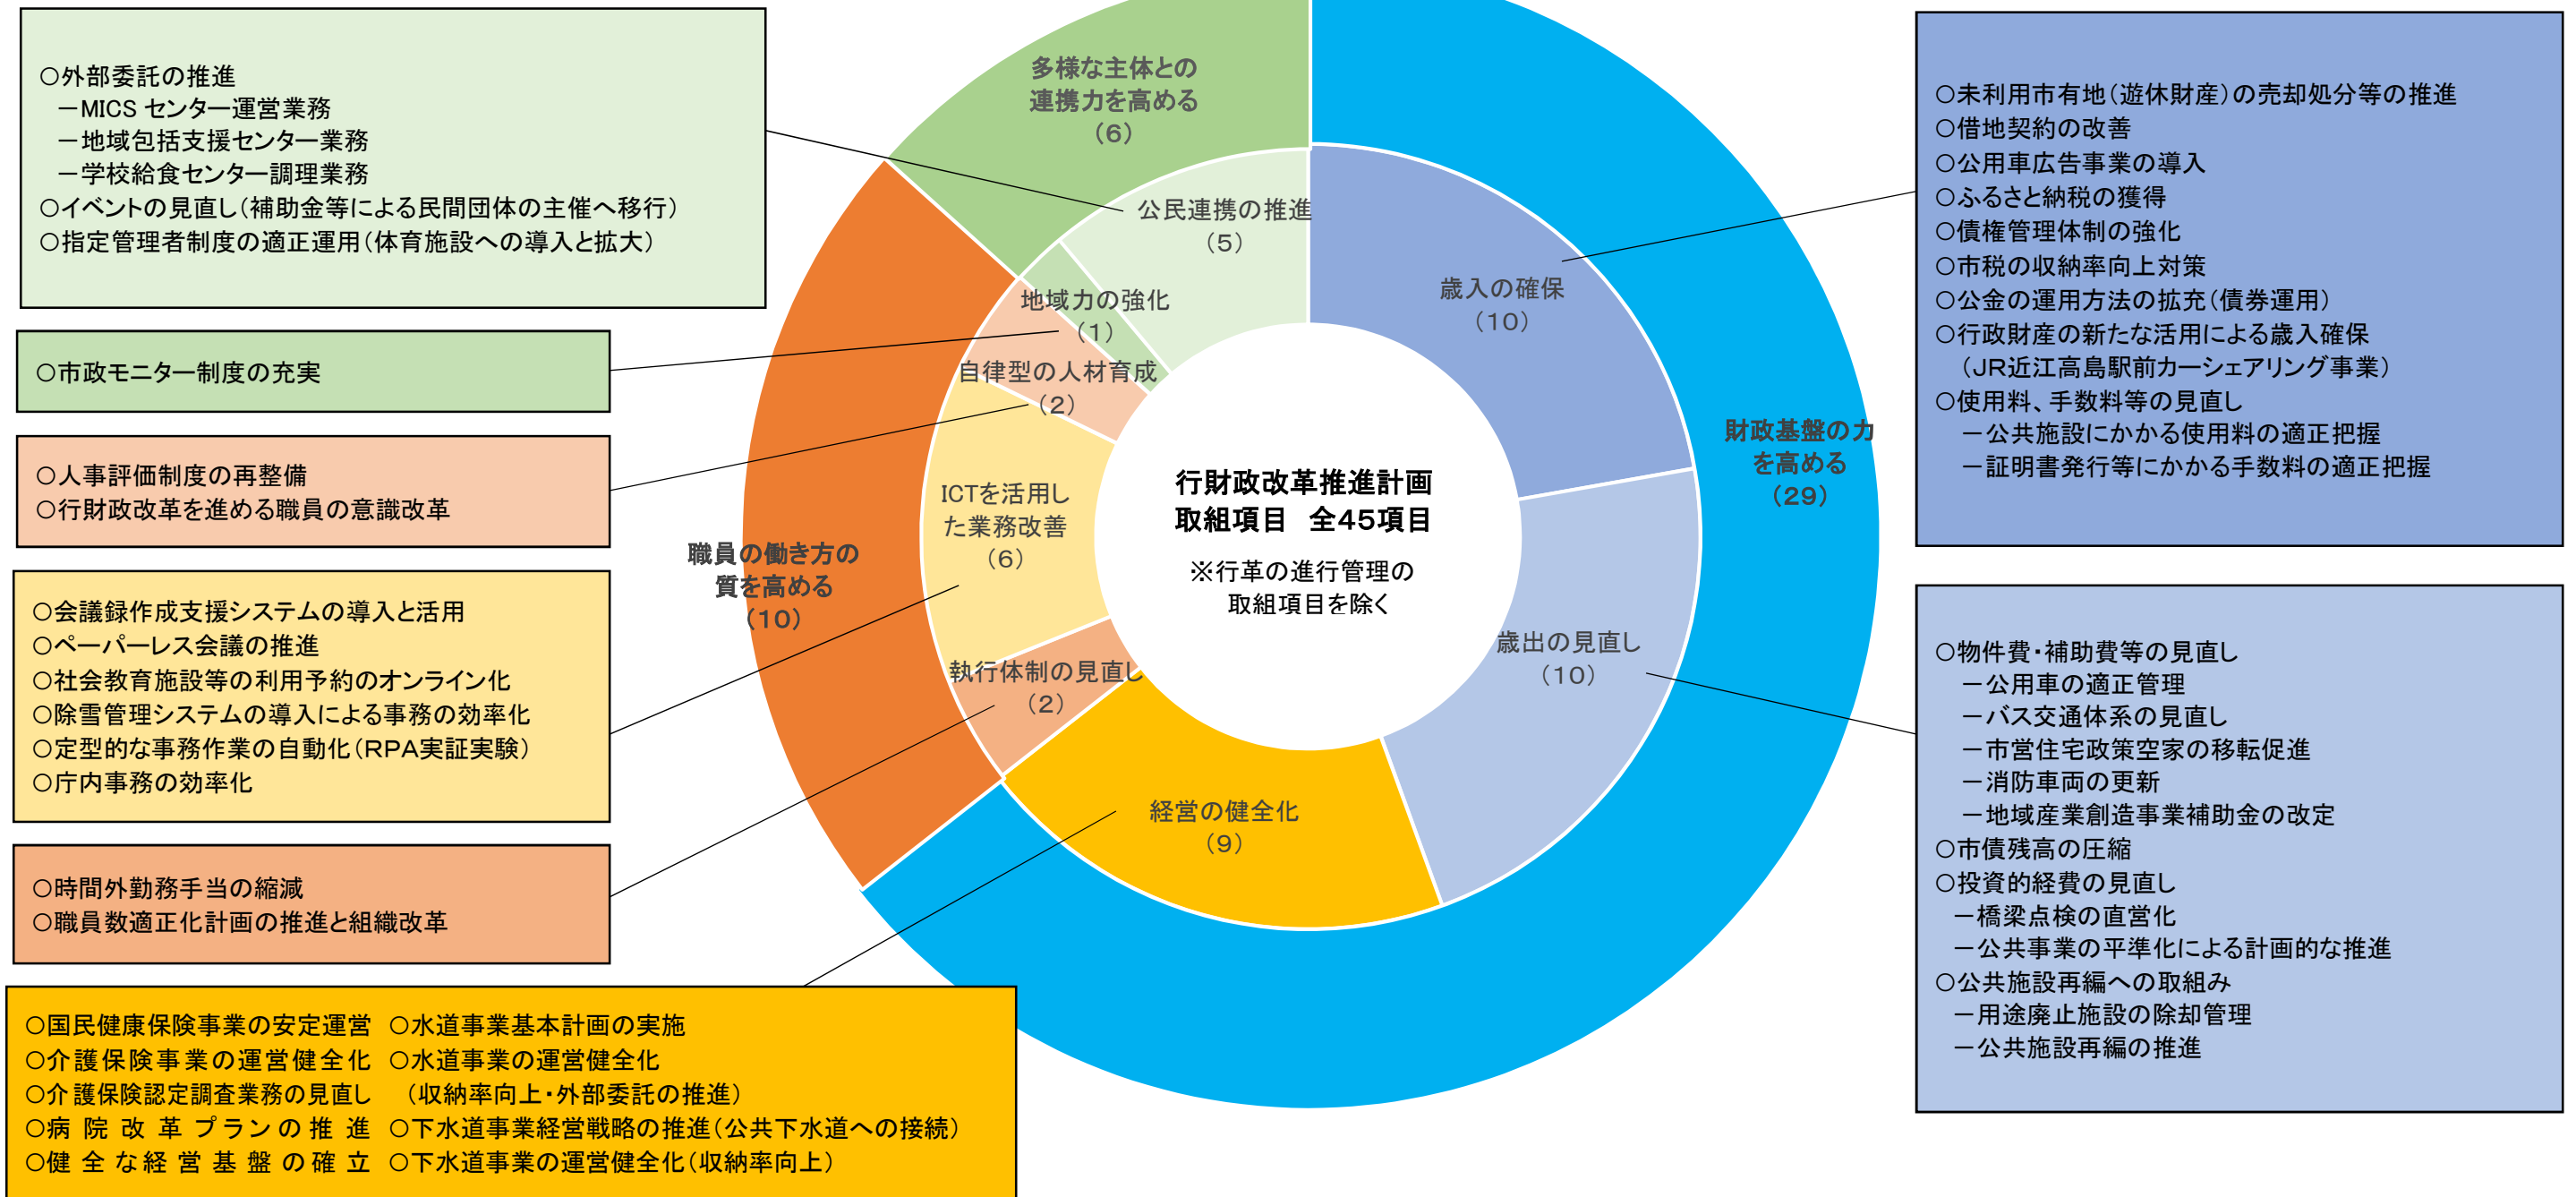 ○外部委託の推進
－MICS センター運営業務
－地域包括支援センター業務
－学校給食センター調理業務
○イベントの見直し（補助金等による民間団体の主催へ移行）
○指定管理者制度の適正運用（体育施設への導入と拡大）
○市政モニター制度の充実
○人事評価制度の再整備
○行財政改革を進める職員の意識改革
○会議録作成支援システムの導入と活用
○ペーパーレス会議の推進
○社会教育施設等の利用予約のオンライン化
○除雪管理システムの導入による事務の効率化
○定型的な事務作業の自動化（RPA実証実験）
○庁内事務の効率化
○時間外勤務手当の縮減
○職員数適正化計画の推進と組織改革
○国民健康保険事業の安定運営
○介護保険事業の運営健全化
○介護保険認定調査業務の見直し
○病院改革プランの推進
○健全な経営基盤の確立
○水道事業基本計画の実施
○水道事業の運営健全化
（収納率向上・外部委託の推進）
○下水道事業経営戦略の推進（公共下水道への接続）
○下水道事業の運営健全化（収納率向上）
多様な主体との
連携力を高める
（6）
公民連携の推進
（5）
地域力の強化
（1）
自律型の人材育成
（2）
ICTを活用し
た業務改善
（6）
職員の働き方の
質を高める
（10）
執行体制の見直し
（2）
経営の健全化
（9）
行財政改革推進計画
取組項目　全45項目
※行革の進行管理の
取組項目を除く
歳入の確保
（10）
歳出の見直し
（10）
財政基盤の力
を高める
（29）
○未利用市有地（遊休財産）の売却処分等の推進
○借地契約の改善
○公用車広告事業の導入
○ふるさと納税の獲得
○債権管理体制の強化
○市税の収納率向上対策
○公金の運用方法の拡充（債券運用）
○行政財産の新たな活用による歳入確保
（JR近江高島駅前カーシェアリング事業）
○使用料、手数料等の見直し
－公共施設にかかる使用料の適正把握
－証明書発行等にかかる手数料の適正把握
○物件費・補助費等の見直し
－公用車の適正管理
－バス交通体系の見直し
－市営住宅政策空家の移転促進
－消防車両の更新
－地域産業創造事業補助金の改定
○市債残高の圧縮
○投資的経費の見直し
－橋梁点検の直営化
－公共事業の平準化による計画的な推進
○公共施設再編への取組み
－用途廃止施設の除却管理
－公共施設再編の推進